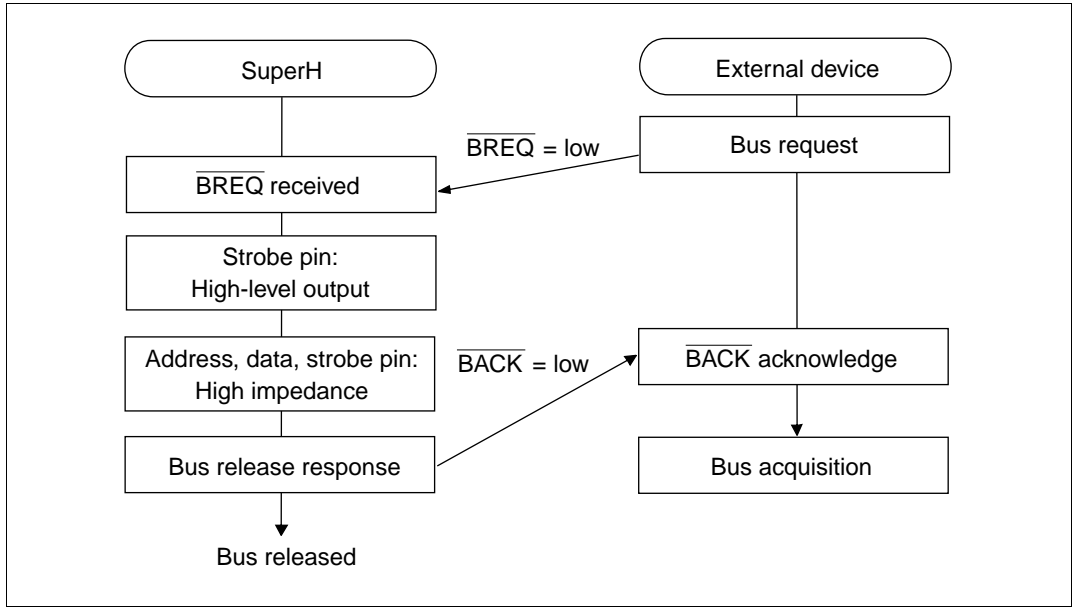 SuperH
BREQ received
Strobe pin:
High-level output
Address, data, strobe pin:
High impedance
Bus release response
Bus released
BREQ = low
BACK = low
External device
Bus request
BACK acknowledge
Bus acquisition